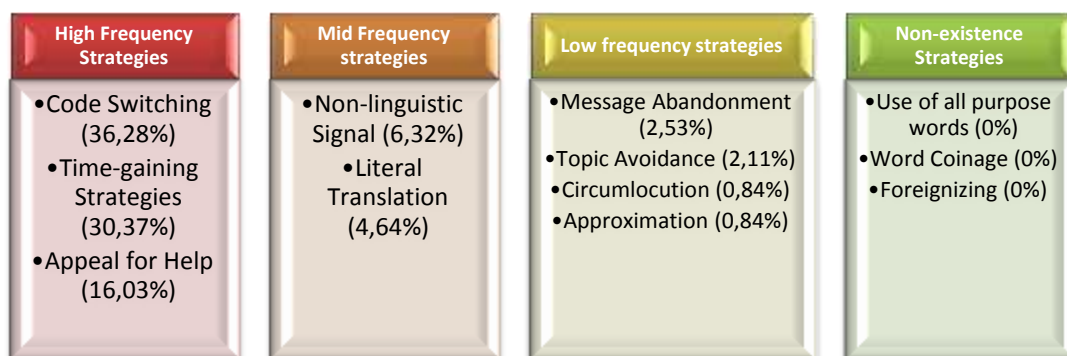 High Frequency
Strategies
•Code Switching
(36,28%)
•Time-gaining
Strategies
(30,37%)
•Appeal for Help
(16,03%)
Mid Frequency
strategies
•Non-linguistic
Signal (6,32%)
•Literal
Translation
(4,64%)
Low frequency strategies
•Message Abandonment
(2,53%)
•Topic Avoidance (2,11%)
•Circumlocution (0,84%)
•Approximation (0,84%)
Non-existence
Strategies
•Use of all purpose
words (0%)
•Word Coinage (0%)
•Foreignizing (0%)